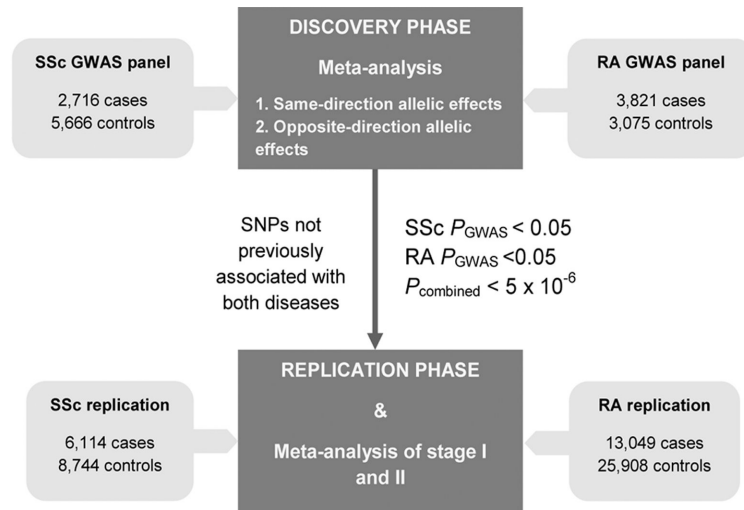 DISCOVERY PHASE
Meta-analysis
1. Same-direction allelic effects
2. Opposite-direction allelic
effects
SSc GWAS panel
2,716 cases
5,666 controls
RA GWAS panel
3,821 cases
3,075 controls
SNPs not
previously
associated with
both diseases
SSc P_GWAS < 0.05
RA P_GWAS <0.05
P_combined < 5 x 10^-6
REPLICATION PHASE
&
Meta-analysis of stage I
and II
SSc replication
6,114 cases
8,744 controls
RA replication
13,049 cases
25,908 controls